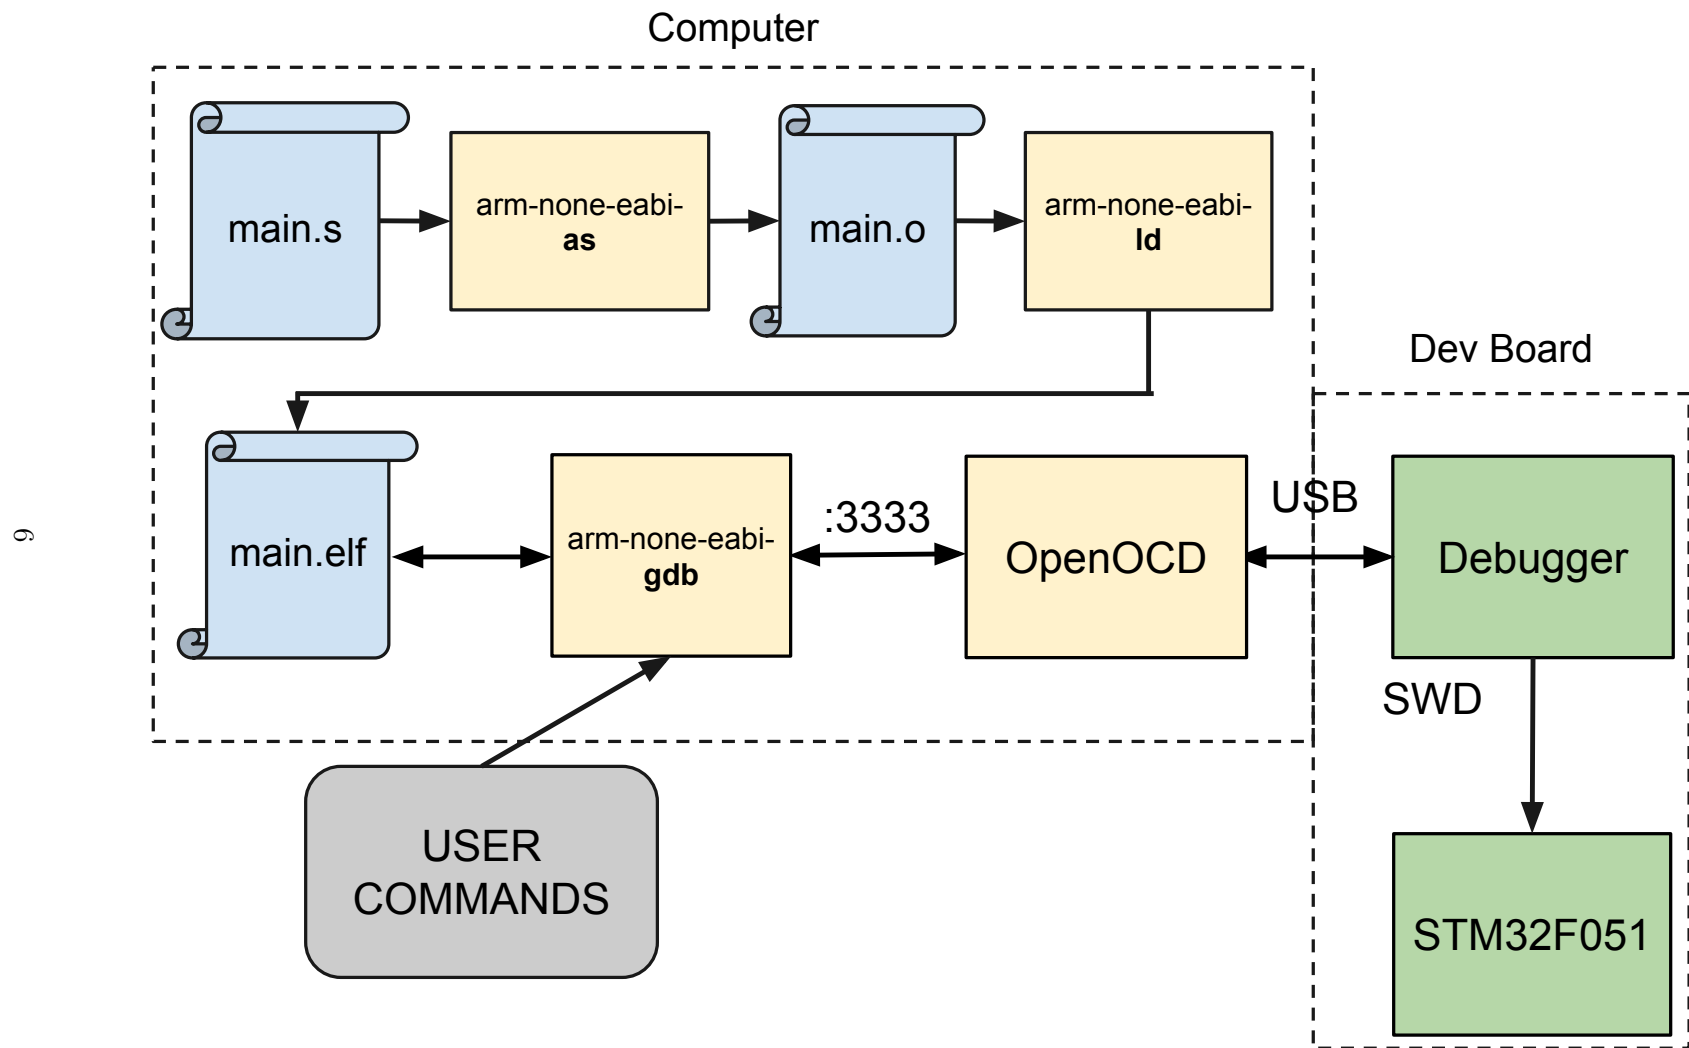 Computer
main.s
arm-none-eabi-
as
main.o
arm-none-eabi-
ld
Dev Board
main.elf
arm-none-eabi-
gdb
:3333
OpenOCD
USB
Debugger
SWD
USER
COMMANDS
STM32F051
6